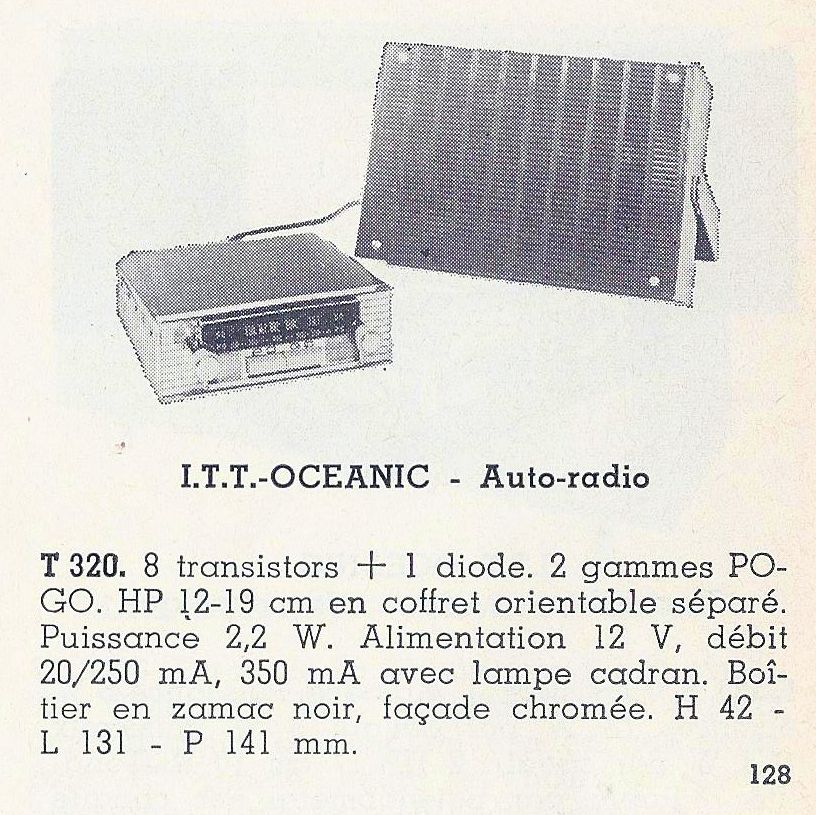 I.T.T.-OCEANIC - Auto-radio
T 320. 8 transistors + 1 diode. 2 gammes PO-
GO. HP 12-19 cm en coffret orientable séparé.
Puissance 2,2 W. Alimentation 12 V, débit
20/250 mA, 350 mA avec lampe cadran. Boî-
tier en zamac noir, façade chromée. H 42 -
L 131 - P 141 mm.
128